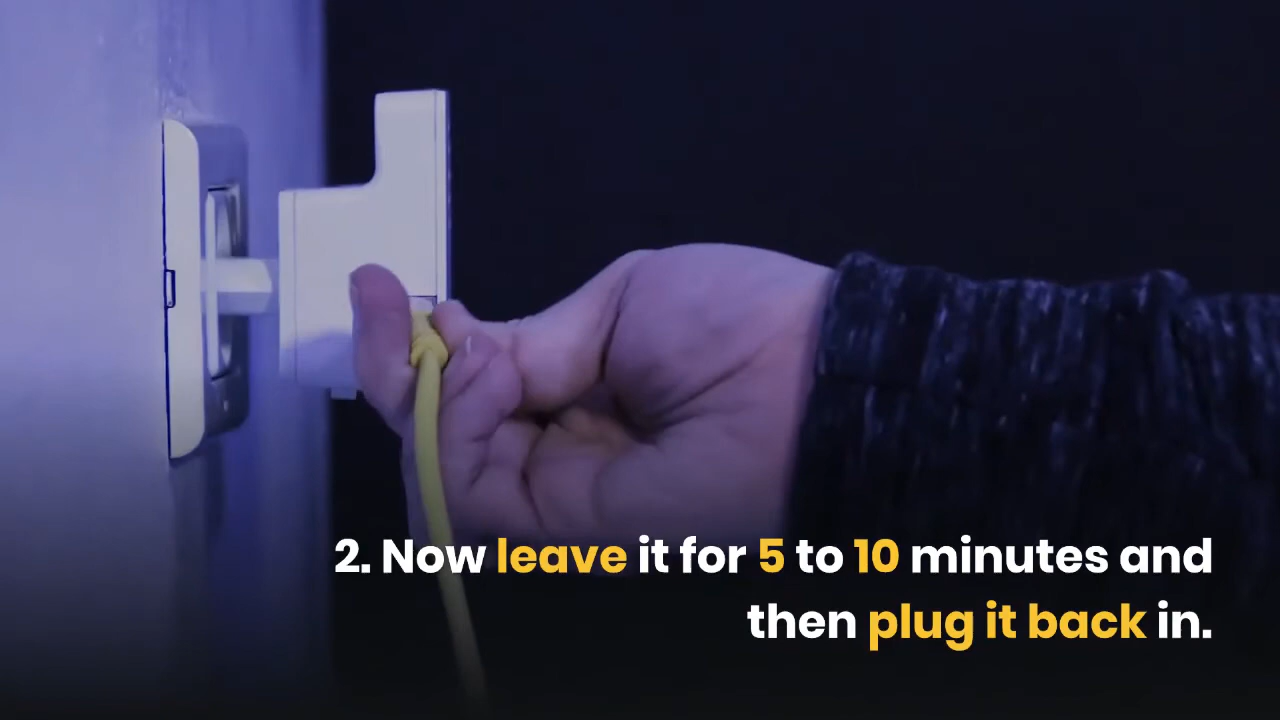 2. Now leave it for 5 to 10 minutes and
then plug it back in.